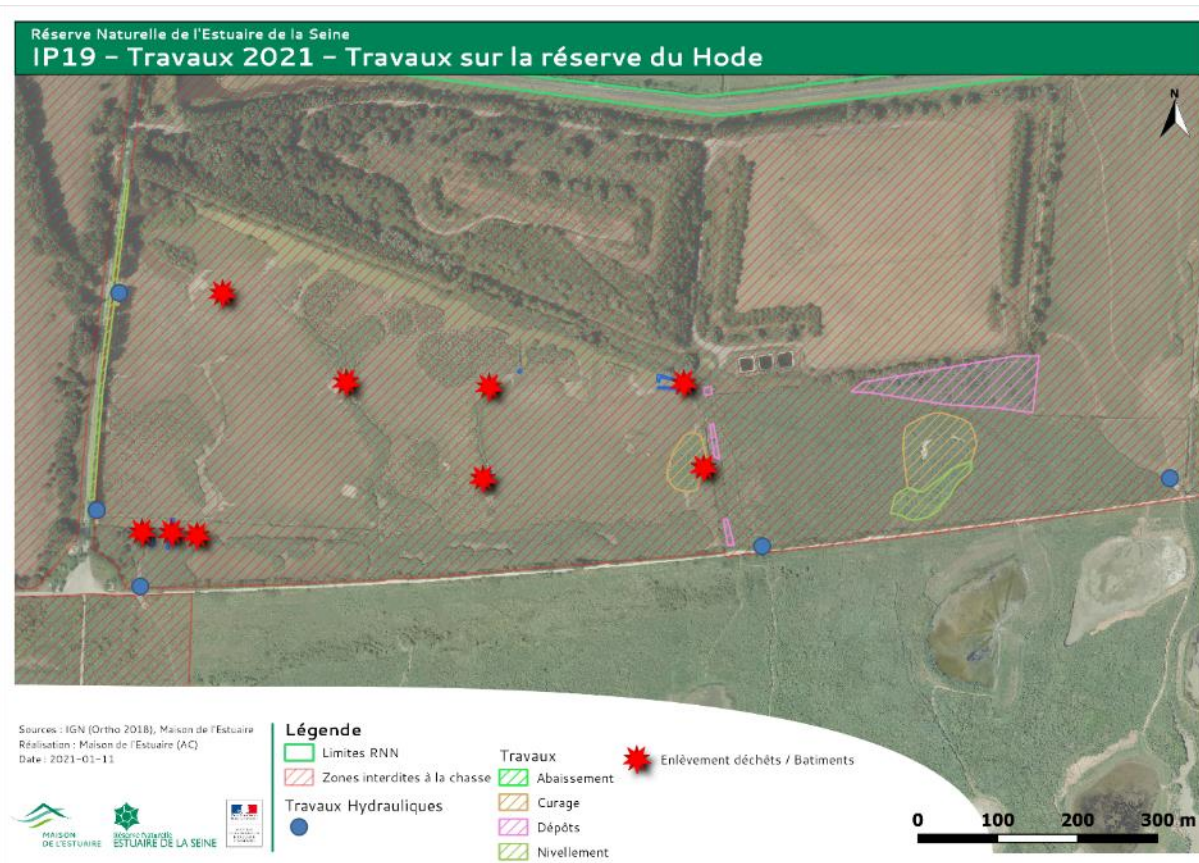 Réserve Naturelle de l'Estuaire de la Seine
IP19 – Travaux 2021 – Travaux sur la réserve du Hode
N
Sources : IGN (Ortho 2018), Maison de l'Estuaire
Réalisation : Maison de l'Estuaire (AC)
Date : 2021-01-11
MAISON
DE L'ESTUAIRE
Réserve Naturelle
ESTUAIRE DE LA SEINE
Légende
Limites RNN
Zones interdites à la chasse
Travaux Hydrauliques
Travaux
Abaissement
Curage
Dépôts
Nivellement
Enlèvement déchêts / Batiments
0 100 200 300 m